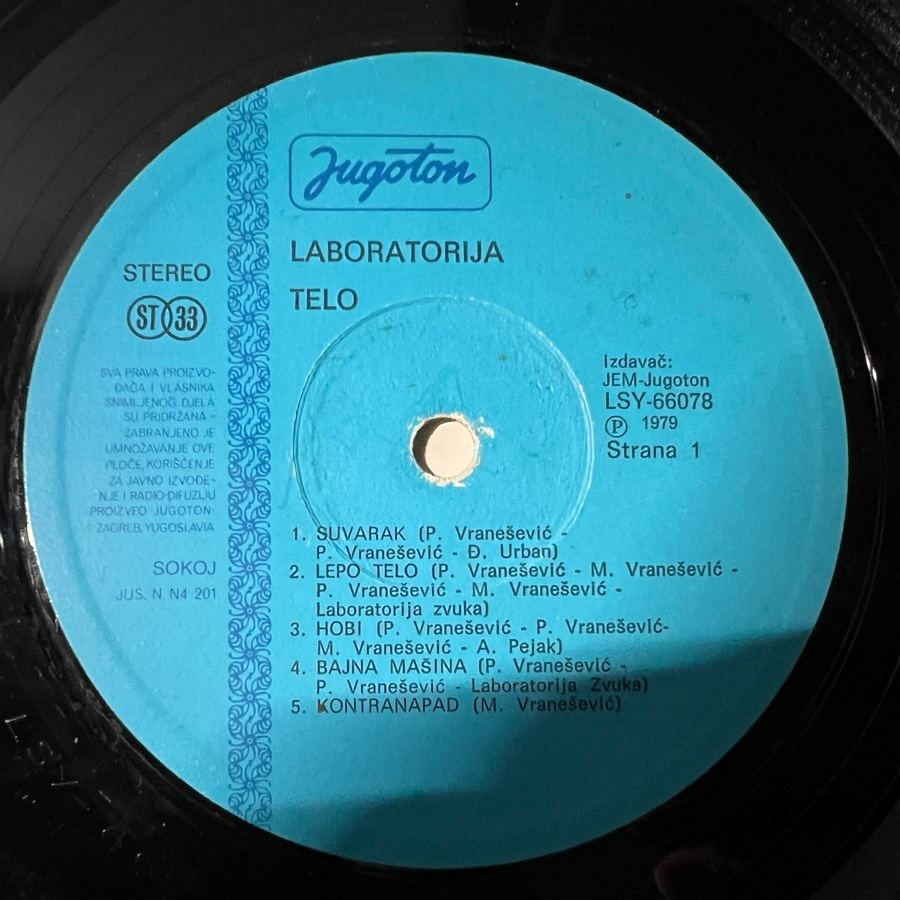 Jugoton
LABORATORIJA
TELO
STEREO
ST 33
SVA PRAVA PROIZVO-
ĐAČA I VLASNIKA
SNIMLJENOG DJELA
SU PRIDRŽANA -
ZABRANJENO JE
UMNOŽAVANJE OVE
PLOČE, KORIŠĆENJE
ZA JAVNO IZVOĐE-
NJE I RADIO-DIFUZIJU
PROIZVEO JUGOTON-
ZAGREB, YUGOSLAVIA
SOKOJ
JUS. N. N4 201
Izdavač:
JEM-Jugoton
LSY-66078
Ⓟ 1979
Strana 1
1. SUVARAK (P. Vranešević -
P. Vranešević - Đ. Urban)
2. LEPO TELO (P. Vranešević - M. Vranešević -
P. Vranešević - M. Vranešević -
Laboratorija zvuka)
3. HOBI (P. Vranešević - P. Vranešević-
M. Vranešević - A. Pejak)
4. BAJNA MAŠINA (P. Vranešević -
P. Vranešević - Laboratorija Zvuka)
5. KONTRANAPAD (M. Vranešević)